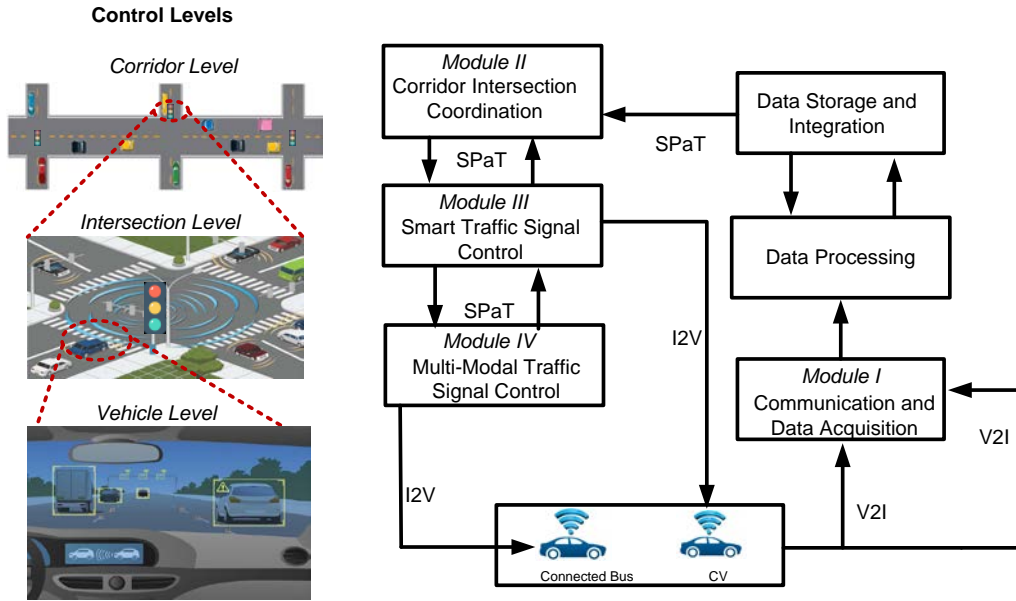 Control Levels
Corridor Level
Intersection Level
Vehicle Level
Module II
Corridor Intersection
Coordination
SPaT
Module III
Smart Traffic Signal
Control
SPaT
Module IV
Multi-Modal Traffic
Signal Control
I2V
I2V
Connected Bus
CV
Data Storage and
Integration
SPaT
Data Processing
Module I
Communication and
Data Acquisition
V2I
V2I